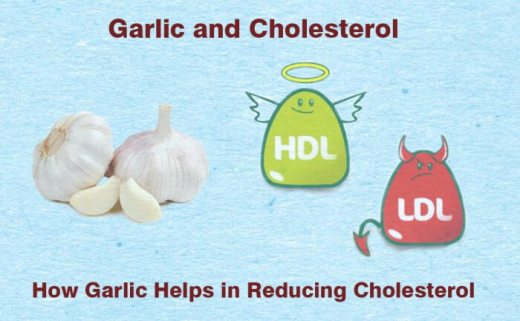 Garlic and Cholesterol
HDL
LDL
How Garlic Helps in Reducing Cholesterol